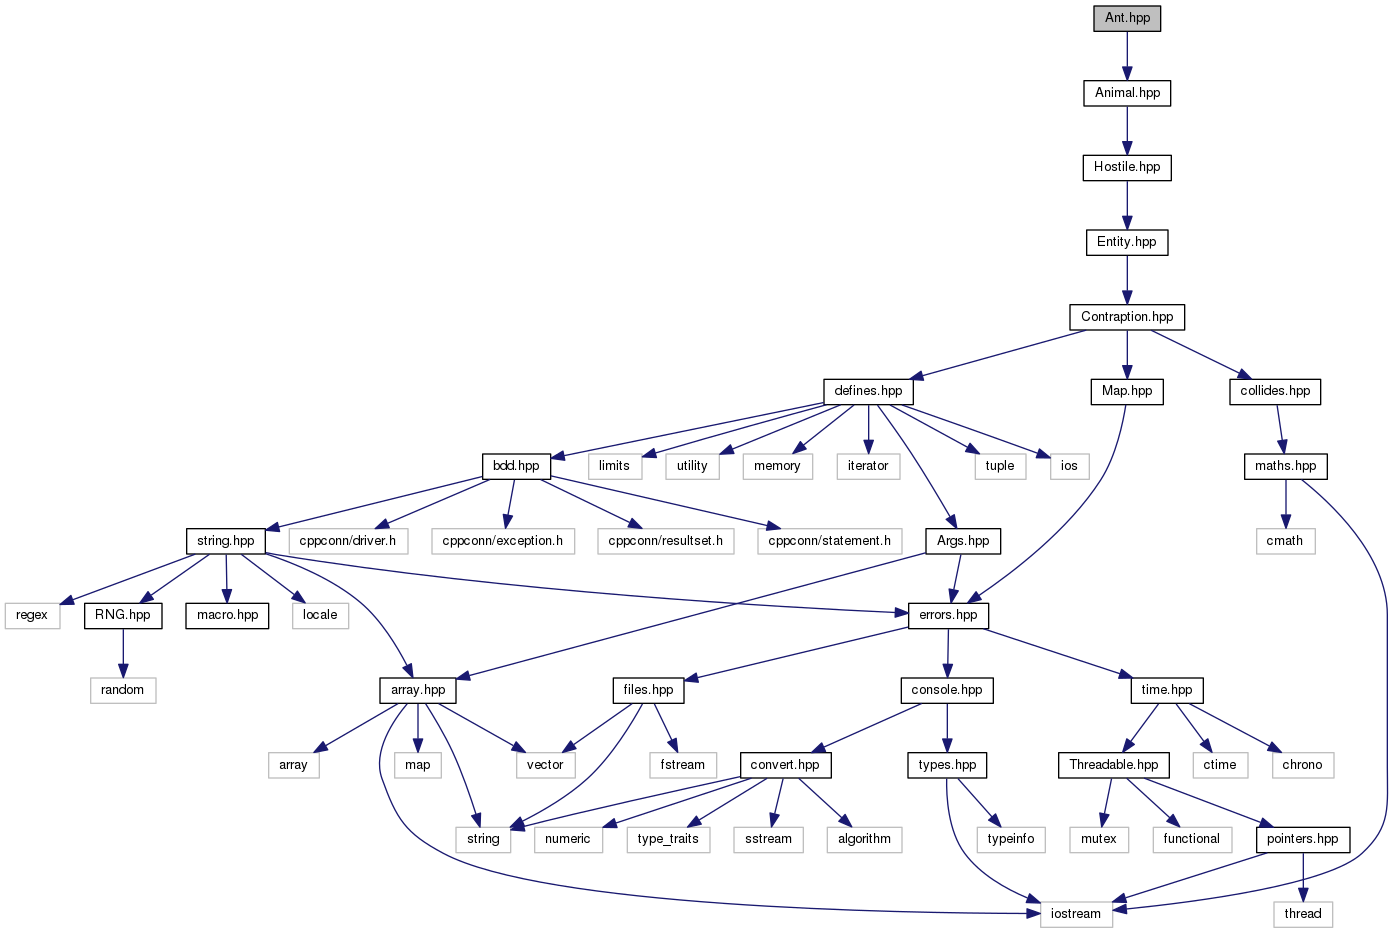 Ant.hpp
Animal.hpp
Hostile.hpp
Entity.hpp
Contraption.hpp
defines.hpp
Map.hpp
collides.hpp
bdd.hpp
limits
utility
memory
iterator
tuple
ios
maths.hpp
string.hpp
cppconn/driver.h
cppconn/exception.h
cppconn/resultset.h
cppconn/statement.h
Args.hpp
cmath
regex
RNG.hpp
macro.hpp
locale
errors.hpp
random
array.hpp
files.hpp
console.hpp
time.hpp
array
map
vector
fstream
convert.hpp
types.hpp
Threadable.hpp
ctime
chrono
string
numeric
type_traits
sstream
algorithm
typeinfo
mutex
functional
pointers.hpp
iostream
thread